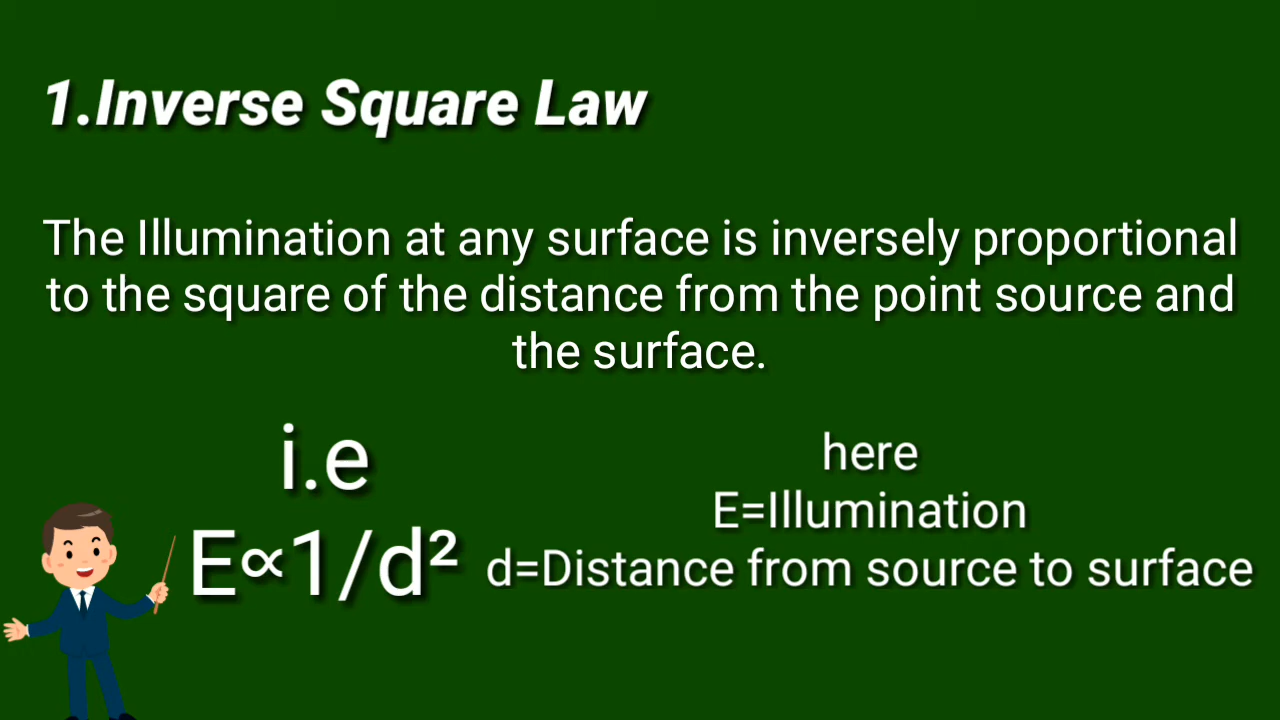 1.Inverse Square Law
The Illumination at any surface is inversely proportional
to the square of the distance from the point source and
the surface.
i.e
E∝1/d²
here
E=Illumination
d=Distance from source to surface